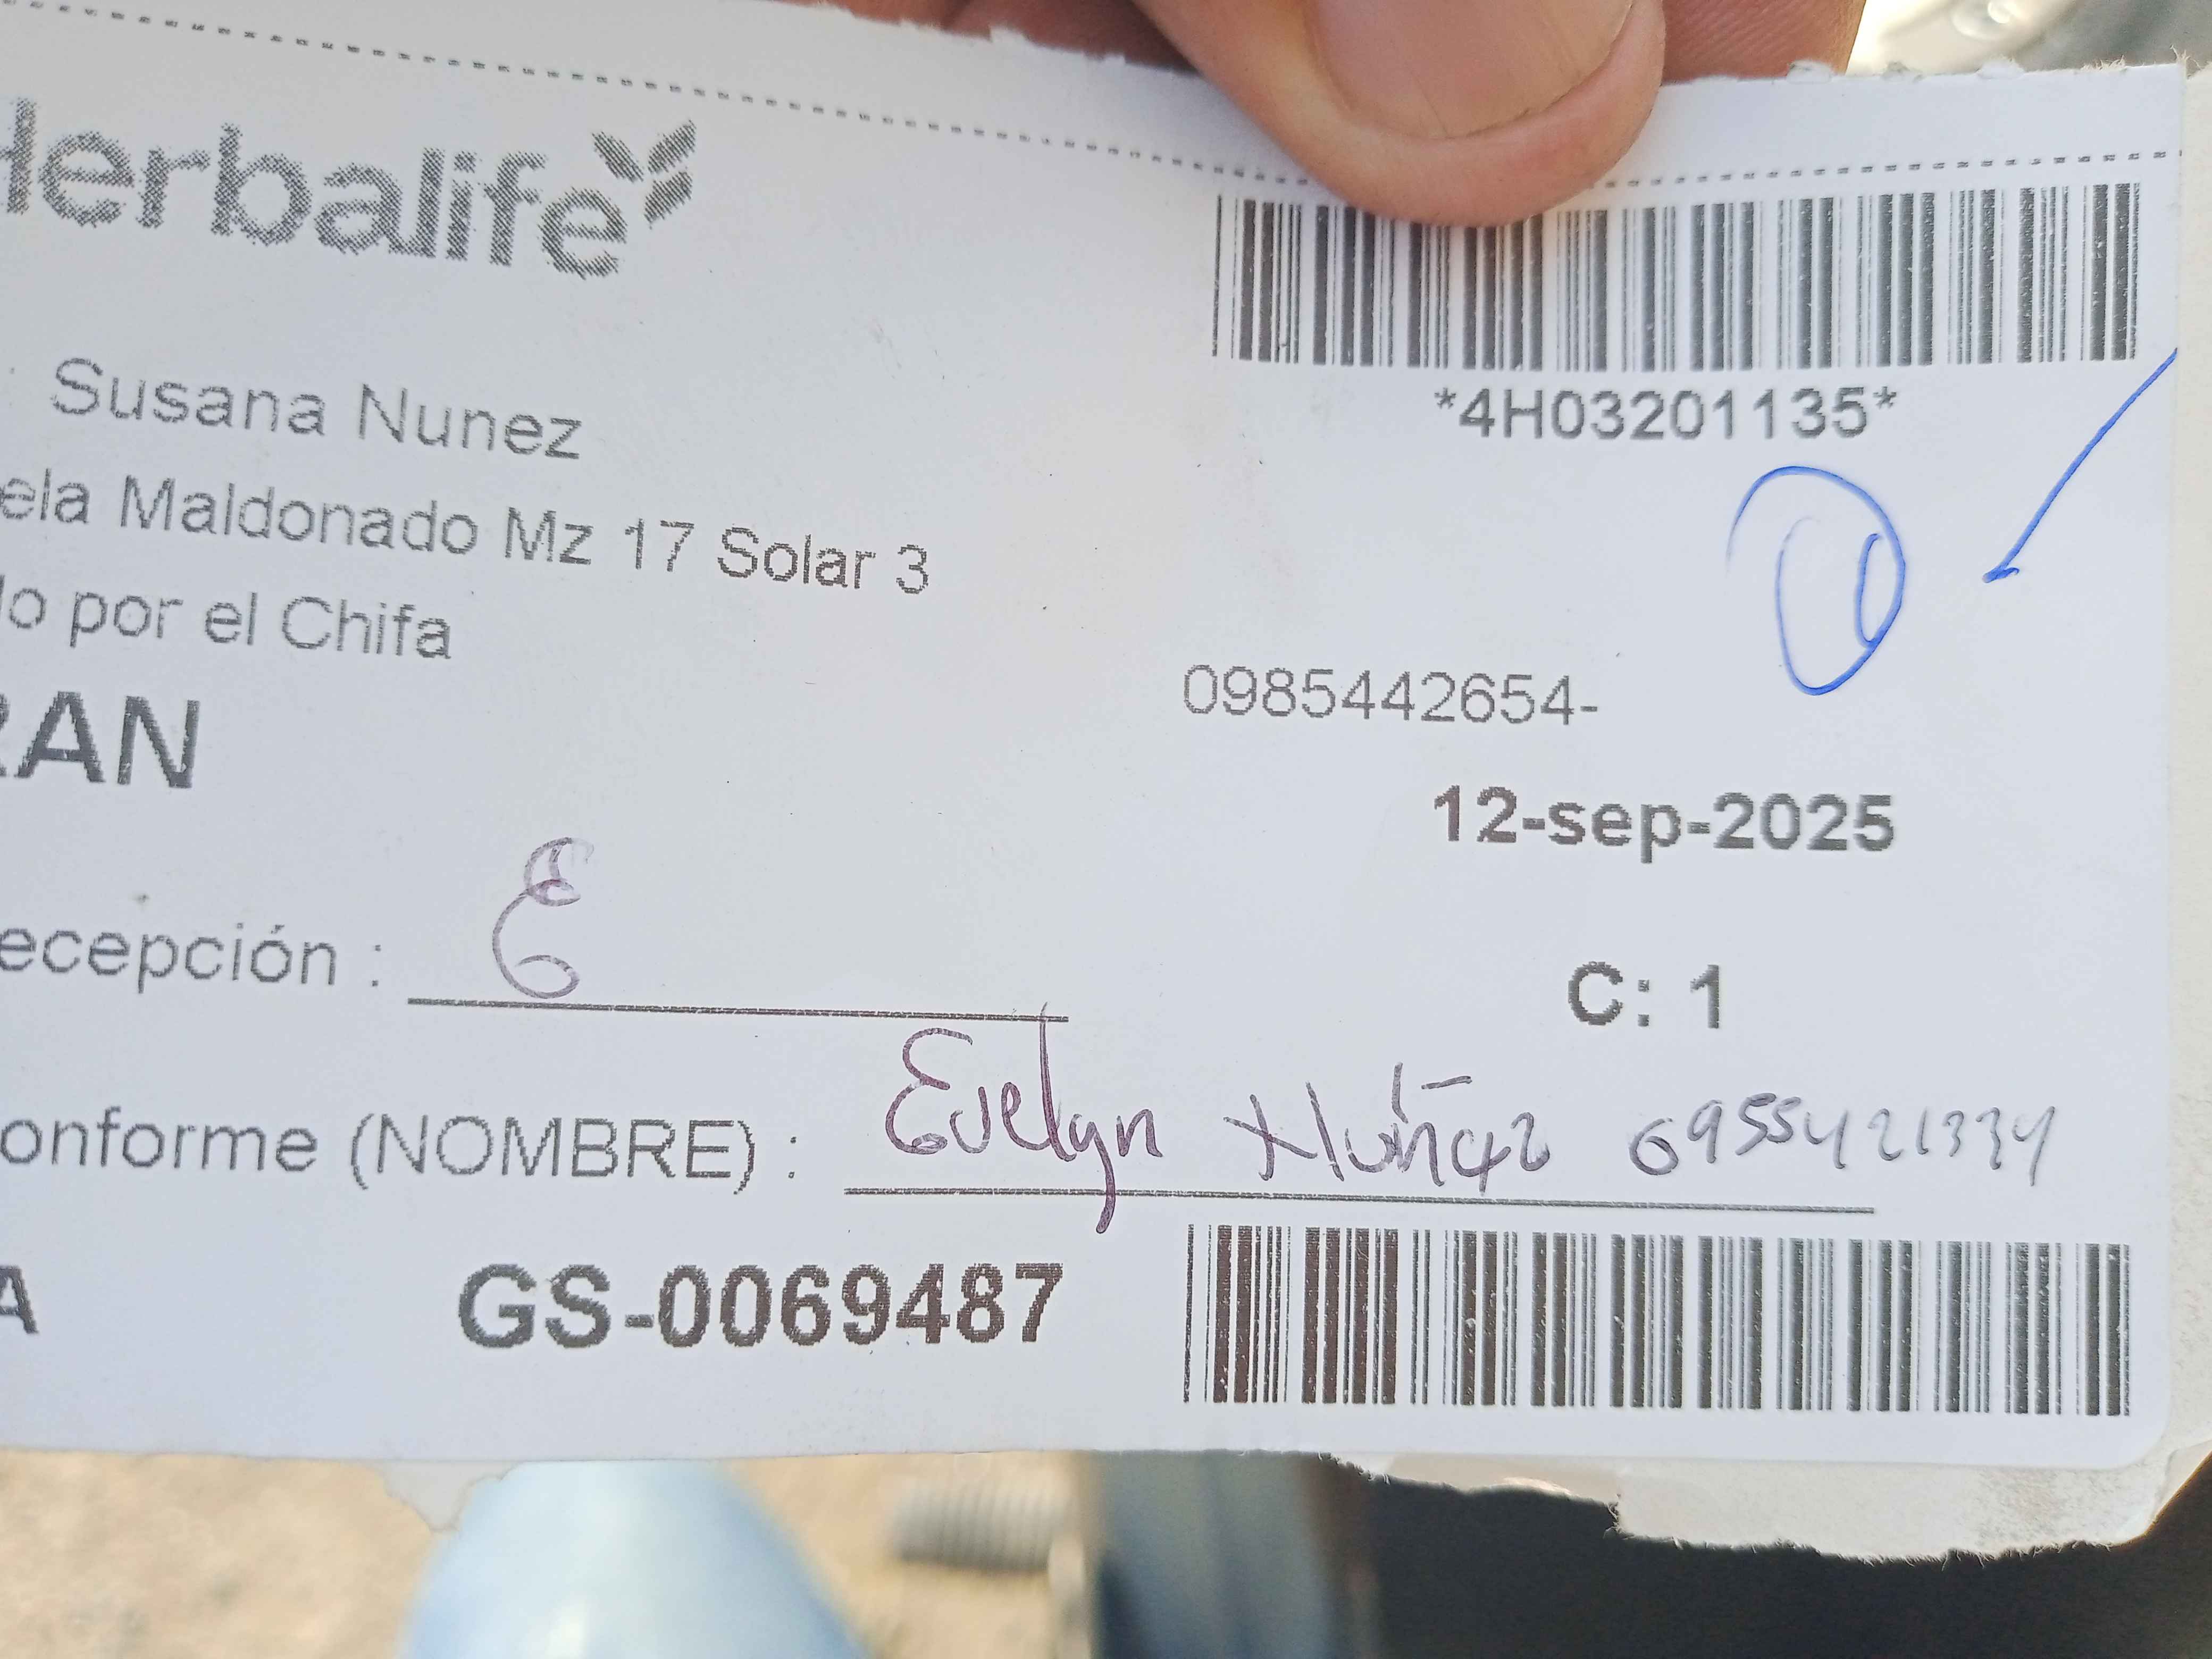 Herbalife
*4H03201135*
Susana Nunez
ela Maldonado Mz 17 Solar 3
do por el Chifa
0985442654-
RAN
12-sep-2025
ecepción : E
C: 1
onforme (NOMBRE) : Evelyn
A GS-0069487